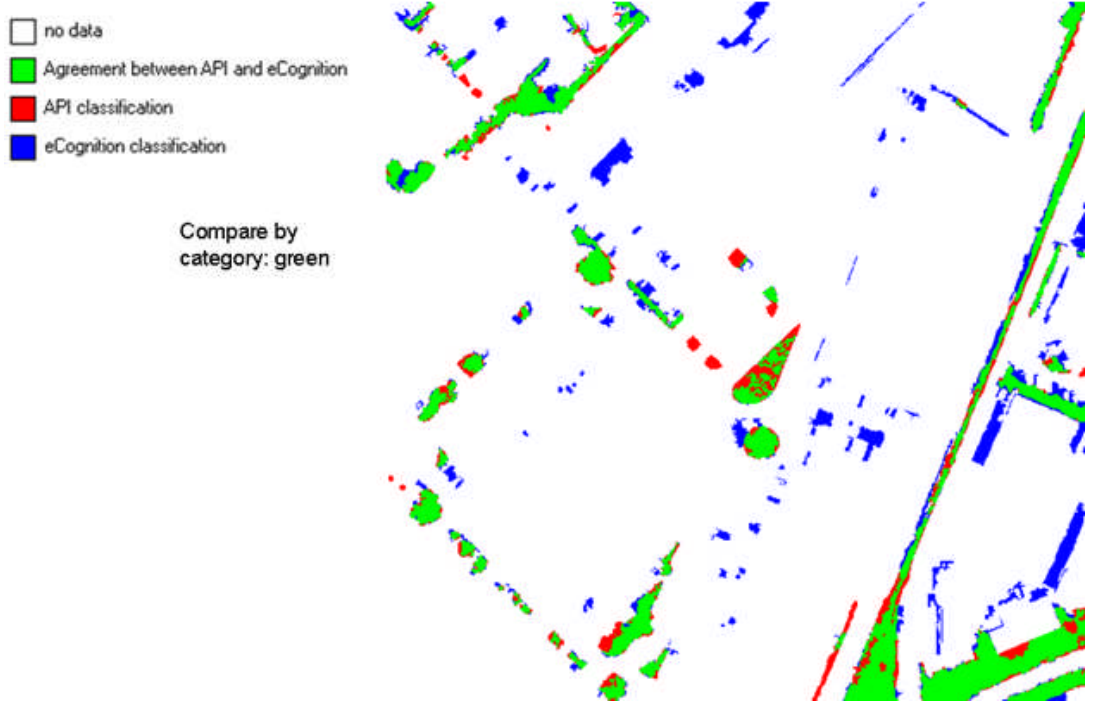 no data
Agreement between API and eCognition
API classification
eCognition classification
Compare by
category: green